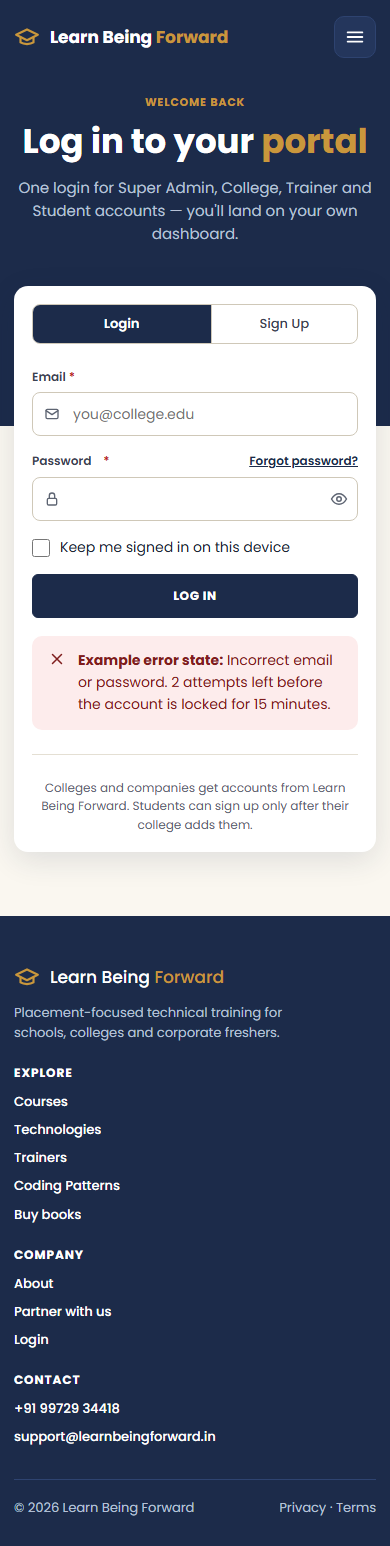 Learn Being Forward
WELCOME BACK
Log in to your portal
One login for Super Admin, College, Trainer and
Student accounts — you'll land on your own
dashboard.
Login
Sign Up
Email *
you@college.edu
Password *
Forgot password?
Keep me signed in on this device
LOG IN
Example error state: Incorrect email
or password. 2 attempts left before
the account is locked for 15 minutes.
Colleges and companies get accounts from Learn
Being Forward. Students can sign up only after their
college adds them.
Learn Being Forward
Placement-focused technical training for
schools, colleges and corporate freshers.
EXPLORE
Courses
Technologies
Trainers
Coding Patterns
Buy books
COMPANY
About
Partner with us
Login
CONTACT
+91 99729 34418
support@learnbeingforward.in
© 2026 Learn Being Forward
Privacy · Terms